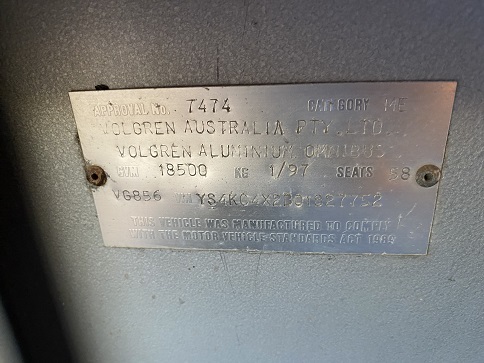 APPROVAL NO. 7474 CATEGORY ME
VOLGREN AUSTRALIA PTY. LTD.
VOLGREN ALUMINIUM OMNIBUS
GVM 18500 KG 1/97 SEATS 58
VG856 VIN
THIS VEHICLE WAS MANUFACTURED TO COMPLY
WITH THE MOTOR VEHICLE STANDARDS ACT 1989